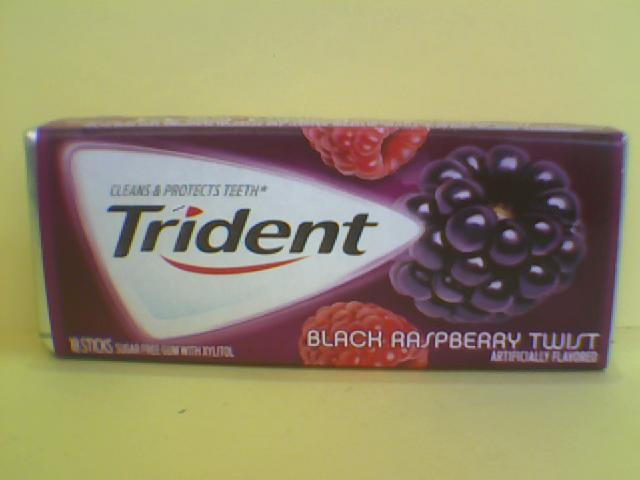 CLEANS & PROTECTS TEETH*
Trident
18 STICKS SUGAR FREE GUM WITH XYLITOL
BLACK RASPBERRY TWIST
ARTIFICIALLY FLAVORED